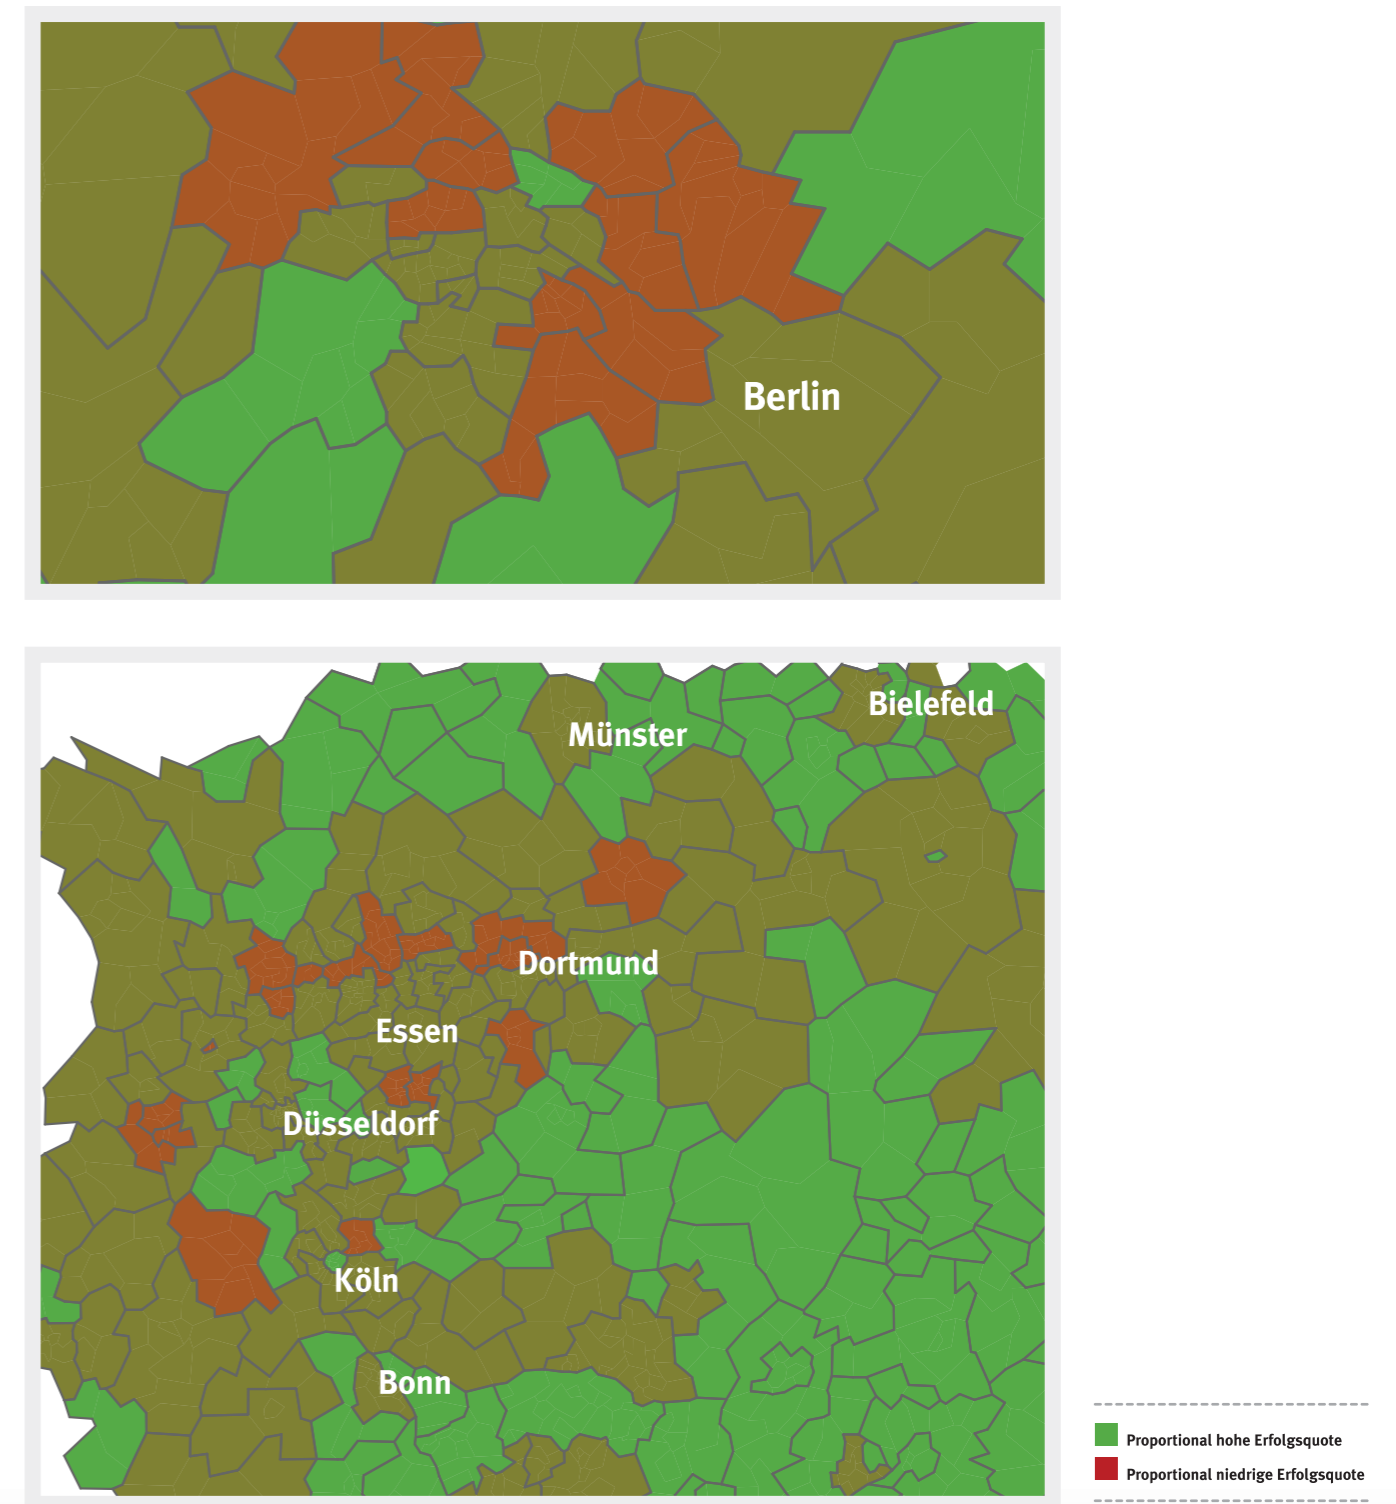 Berlin
Bielefeld
Münster
Dortmund
Essen
Düsseldorf
Köln
Bonn
Proportional hohe Erfolgsquote
Proportional niedrige Erfolgsquote